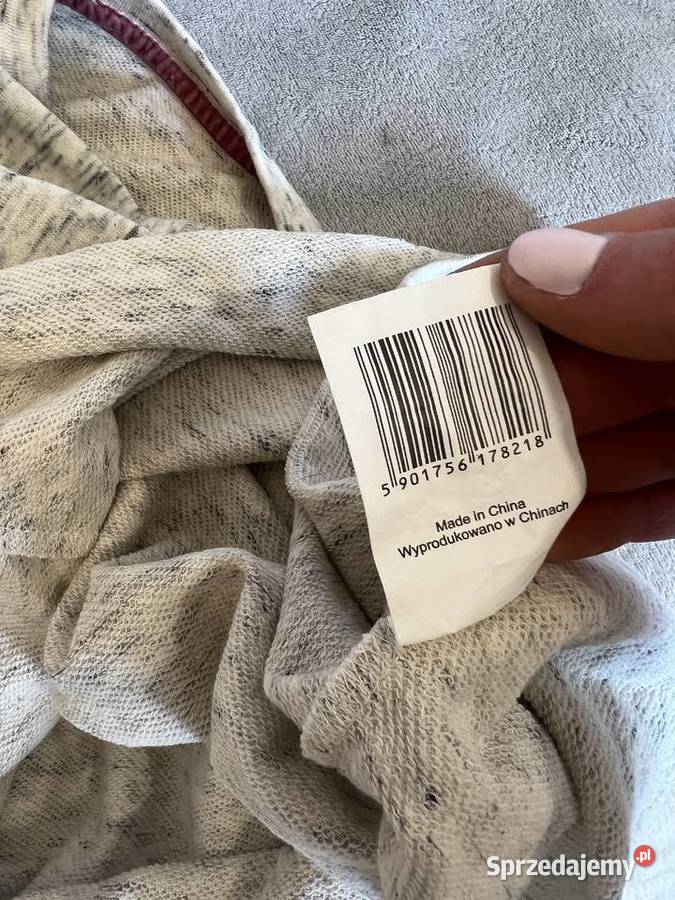 5 901756 178218
Made in China
Wyprodukowano w Chinach
Sprzedajemy.pl